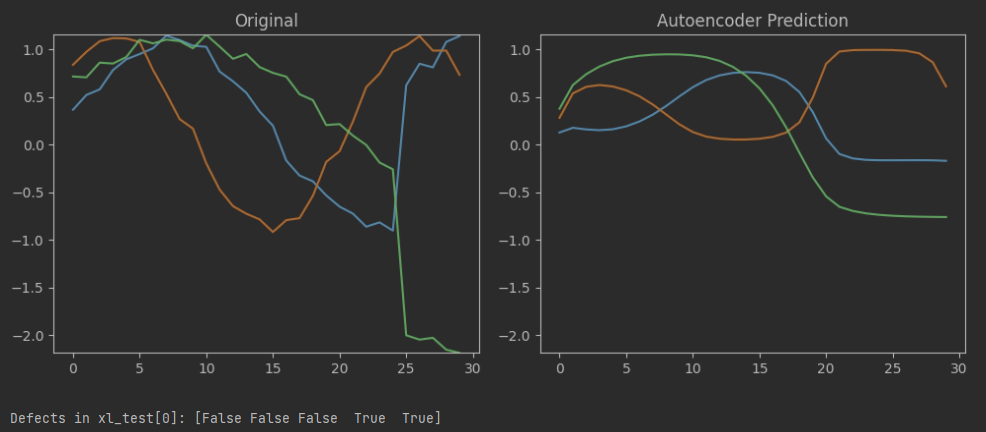 Original
Autoencoder Prediction
1.0
0.5
0.0
−0.5
−1.0
−1.5
−2.0
0 5 10 15 20 25 30
1.0
0.5
0.0
−0.5
−1.0
−1.5
−2.0
0 5 10 15 20 25 30
Defects in xl_test[0]: [False False False  True  True]